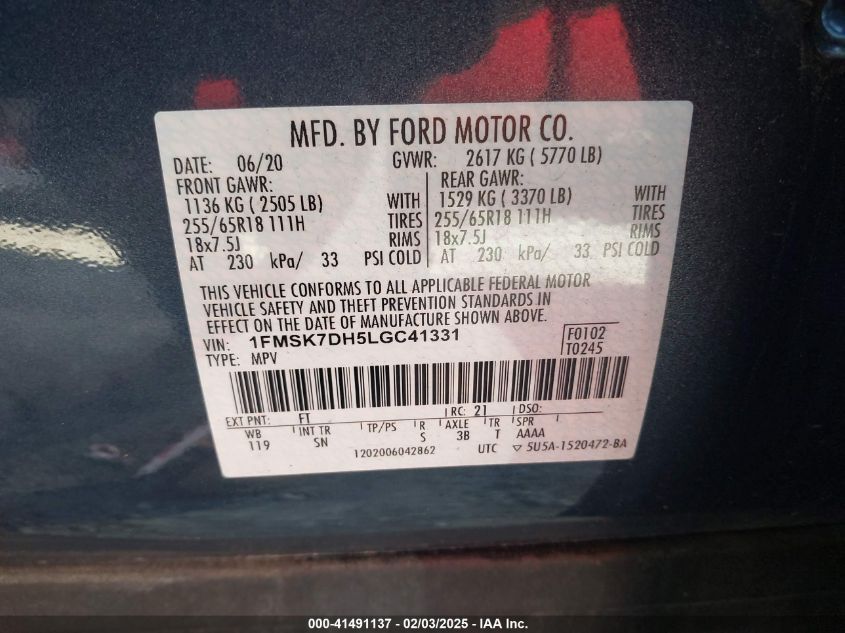 MFD. BY FORD MOTOR CO.
DATE: 06/20 GVWR: 2617 KG ( 5770 LB)
FRONT GAWR: REAR GAWR:
1136 KG ( 2505 LB) WITH 1529 KG ( 3370 LB) WITH
255/65R18 111H TIRES 255/65R18 111H TIRES
18x7.5J RIMS 18x7.5J RIMS
AT 230 kPa/ 33 PSI COLD AT 230 kPa/ 33 PSI COLD
THIS VEHICLE CONFORMS TO ALL APPLICABLE FEDERAL MOTOR
VEHICLE SAFETY AND THEFT PREVENTION STANDARDS IN
EFFECT ON THE DATE OF MANUFACTURE SHOWN ABOVE.
VIN: 1FMSK7DH5LGC41331 F0102
TYPE: MPV T0245
EXT PNT: FT RC: 21 DSO:
WB INT TR TP/PS R AXLE TR SPR
119 SN S 3B T AAAA
1202006042862 UTC ▽ 5U5A-1520472-BA
000-41491137 - 02/03/2025 - IAA Inc.